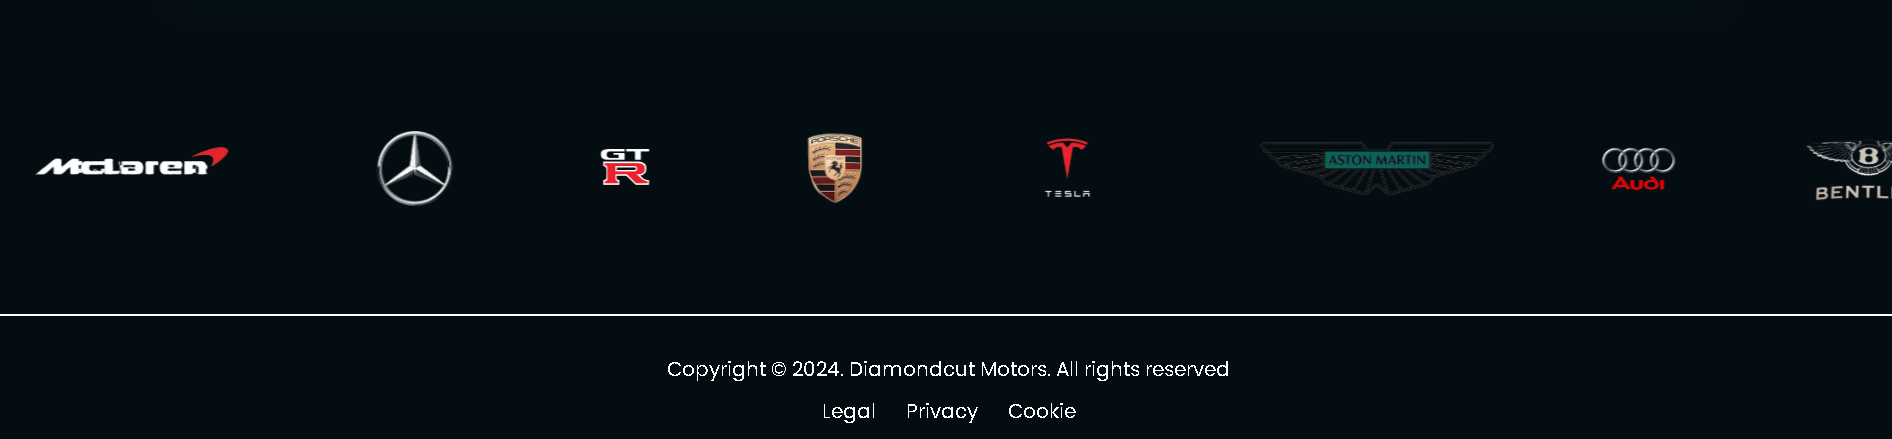 McLaren
GT
R
PORSCHE
TESLA
ASTON MARTIN
Audi
B
BENTL
Copyright © 2024. Diamondcut Motors. All rights reserved
Legal Privacy Cookie